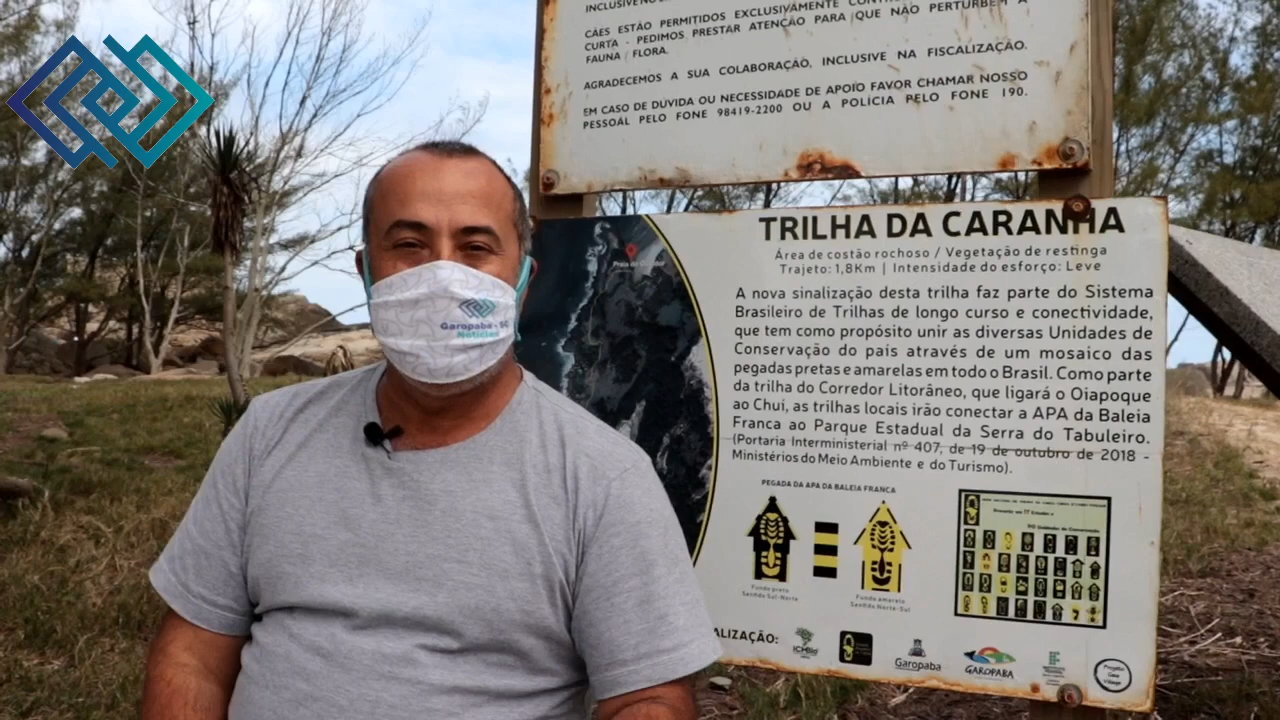 CÃES ESTÃO PERMITIDOS EXCLUSIVAMENTE
CURTA - PEDIMOS PRESTAR ATENÇÃO PARA QUE NÃO PERTURBEM A
FAUNA / FLORA.
AGRADECEMOS A SUA COLABORAÇÃO, INCLUSIVE NA FISCALIZAÇÃO.
EM CASO DE DÚVIDA OU NECESSIDADE DE APOIO FAVOR CHAMAR NOSSO
PESSOÁL PELO FONE 98419-2200 OU A POLÍCIA PELO FONE 190.
TRILHA DA CARANHA
Área de costão rochoso / Vegetação de restinga
Trajeto: 1,8Km | Intensidade do esforço: Leve
A nova sinalização desta trilha faz parte do Sistema
Brasileiro de Trilhas de longo curso e conectividade,
que tem como propósito unir as diversas Unidades de
Conservação do país através de um mosaico das
pegadas pretas e amarelas em todo o Brasil. Como parte
da trilha do Corredor Litorâneo, que ligará o Oiapoque
ao Chuí, as trilhas locais irão conectar a APA da Baleia
Franca ao Parque Estadual da Serra do Tabuleiro.
(Portaria Interministerial nº 407, de 19 de outubro de 2018 -
Ministérios do Meio Ambiente e do Turismo).
PEGADA DA APA DA BALEIA FRANCA
Fundo preto
Sentido Sul-Norte
Fundo amarelo
Sentido Norte-Sul
ALIZAÇÃO:
ICMBio
Garopaba
GAROPABA
Garopaba - SC
Notícias